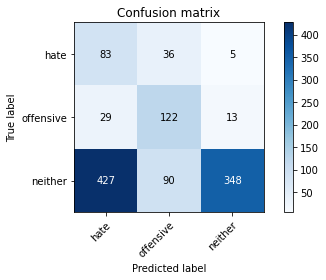 Confusion matrix
hate 83 36 5
offensive 29 122 13
neither 427 90 348
hate offensive neither
True label
Predicted label
400
350
300
250
200
150
100
50